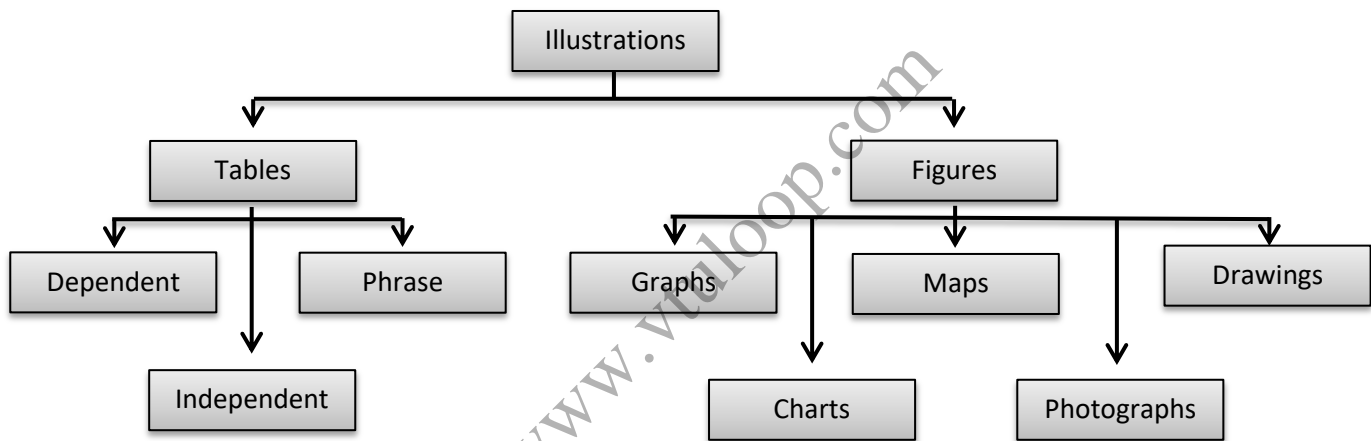 Illustrations
Tables
Figures
Dependent
Phrase
Graphs
Maps
Drawings
Independent
Charts
Photographs
www.vtuloop.com